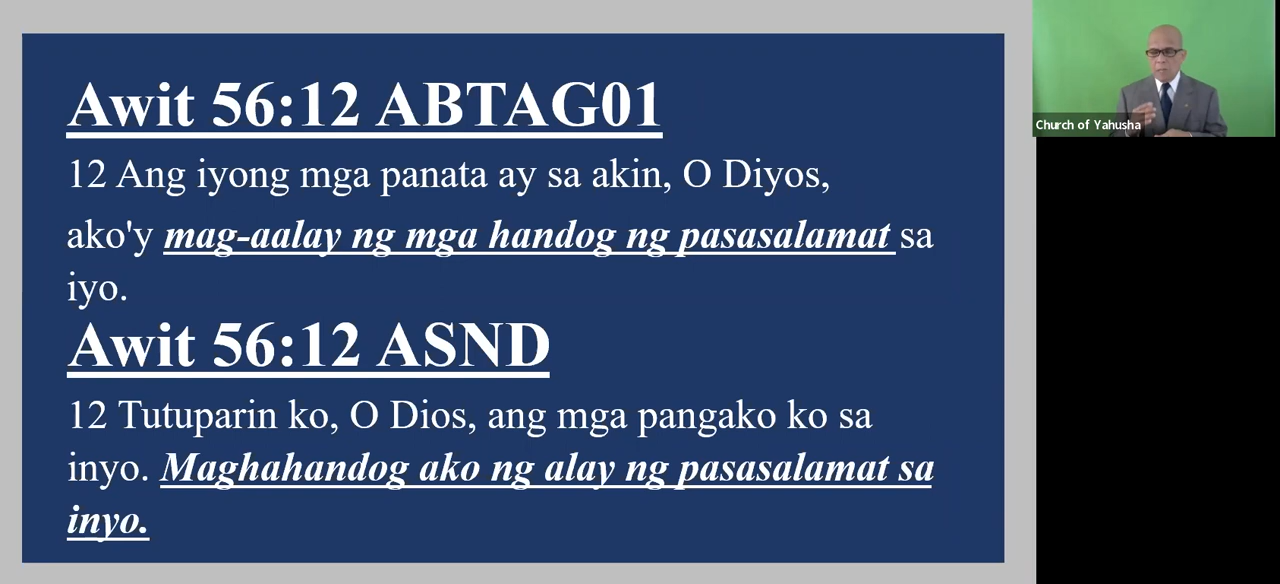 Awit 56:12 ABTAG01
12 Ang iyong mga panata ay sa akin, O Diyos,
ako'y mag-aalay ng mga handog ng pasasalamat sa
iyo.
Awit 56:12 ASND
12 Tutuparin ko, O Dios, ang mga pangako ko sa
inyo. Maghahandog ako ng alay ng pasasalamat sa
inyo.
Church of Yahusha